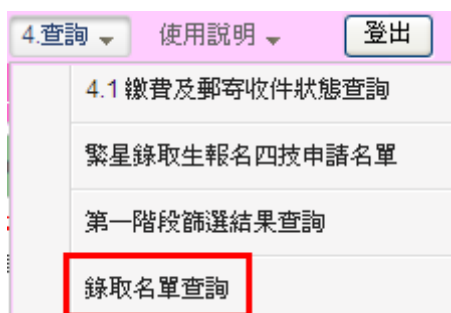 4.查詢 使用說明 登出
4.1 繳費及郵寄收件狀態查詢
繁星錄取生報名四技申請名單
第一階段篩選結果查詢
錄取名單查詢